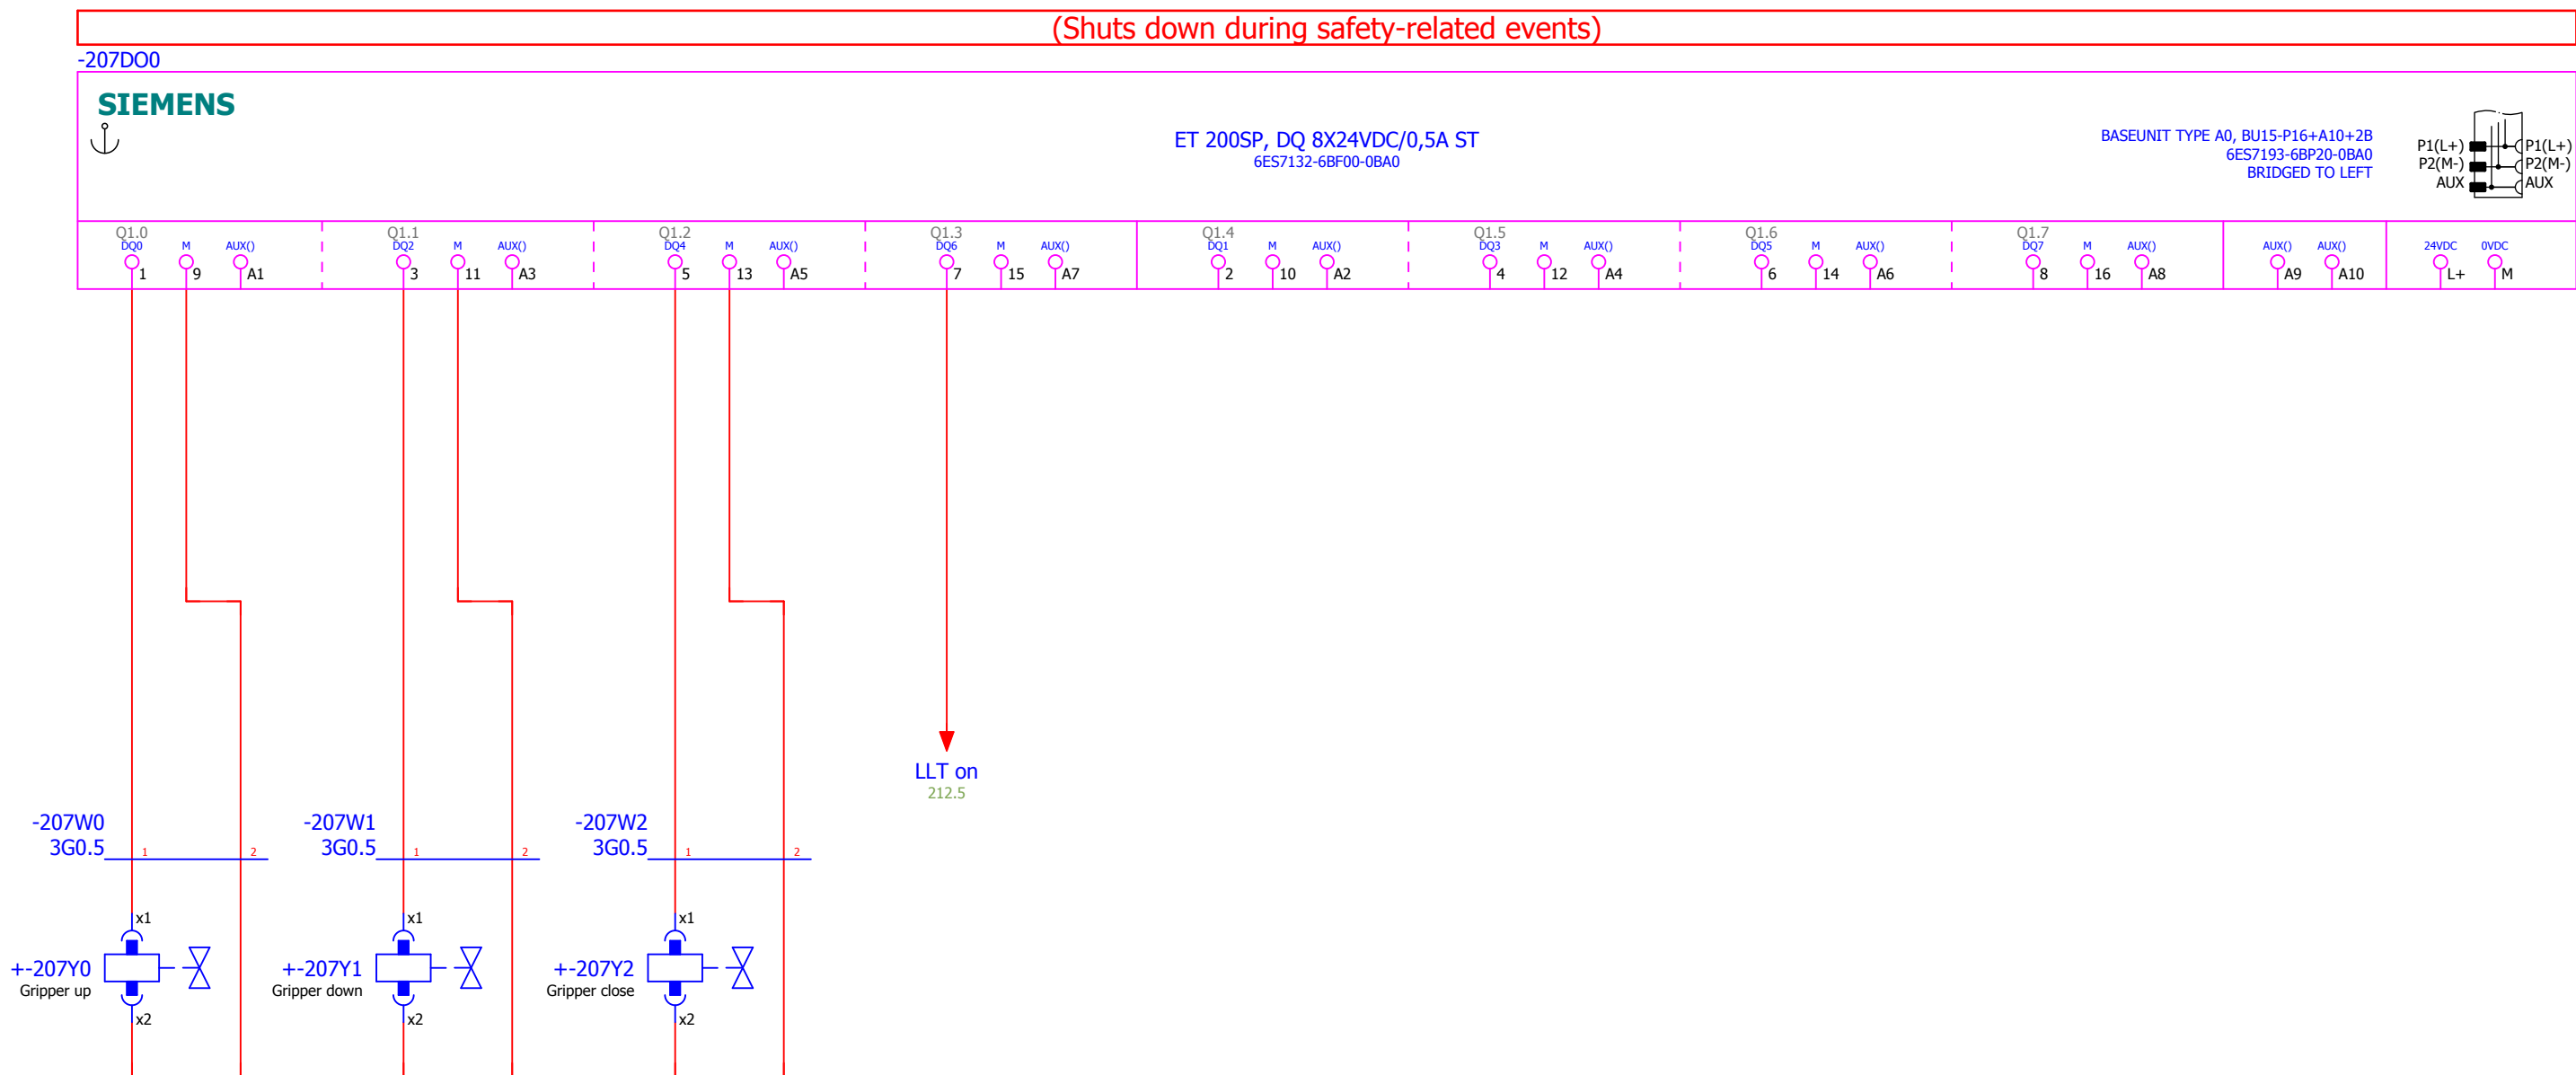 (Shuts down during safety-related events)
-207DO0
SIEMENS
ET 200SP, DQ 8X24VDC/0,5A ST
6ES7132-6BF00-0BA0
BASEUNIT TYPE A0, BU15-P16+A10+2B
6ES7193-6BP20-0BA0
BRIDGED TO LEFT
P1(L+) P1(L+)
P2(M-) P2(M-)
AUX AUX
Q1.0 Q1.1 Q1.2 Q1.3 Q1.4 Q1.5 Q1.6 Q1.7
DQ0 M AUX() DQ2 M AUX() DQ4 M AUX() DQ6 M AUX() DQ1 M AUX() DQ3 M AUX() DQ5 M AUX() DQ7 M AUX() AUX() AUX() 24VDC 0VDC
1 9 A1 3 11 A3 5 13 A5 7 15 A7 2 10 A2 4 12 A4 6 14 A6 8 16 A8 A9 A10 L+ M
LLT on
212.5
-207W0 -207W1 -207W2
3G0.5 1 2 3G0.5 1 2 3G0.5 1 2
x1 x1 x1
+-207Y0 +-207Y1 +-207Y2
Gripper up Gripper down Gripper close
x2 x2 x2